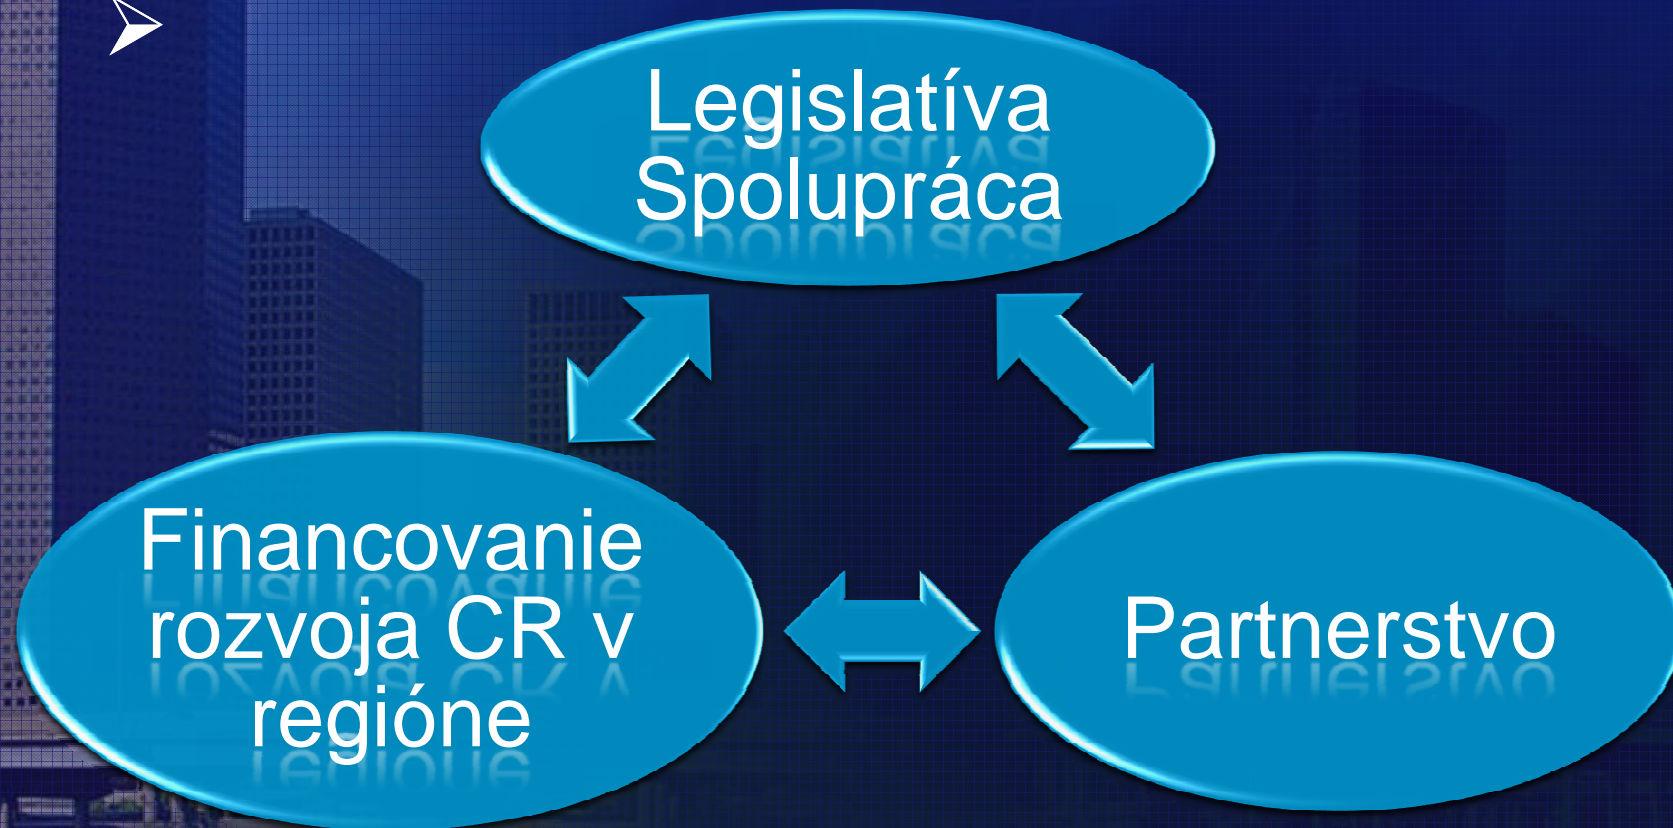 Legislatíva
Spolupráca
Financovanie
rozvoja CR v
regióne
Partnerstvo